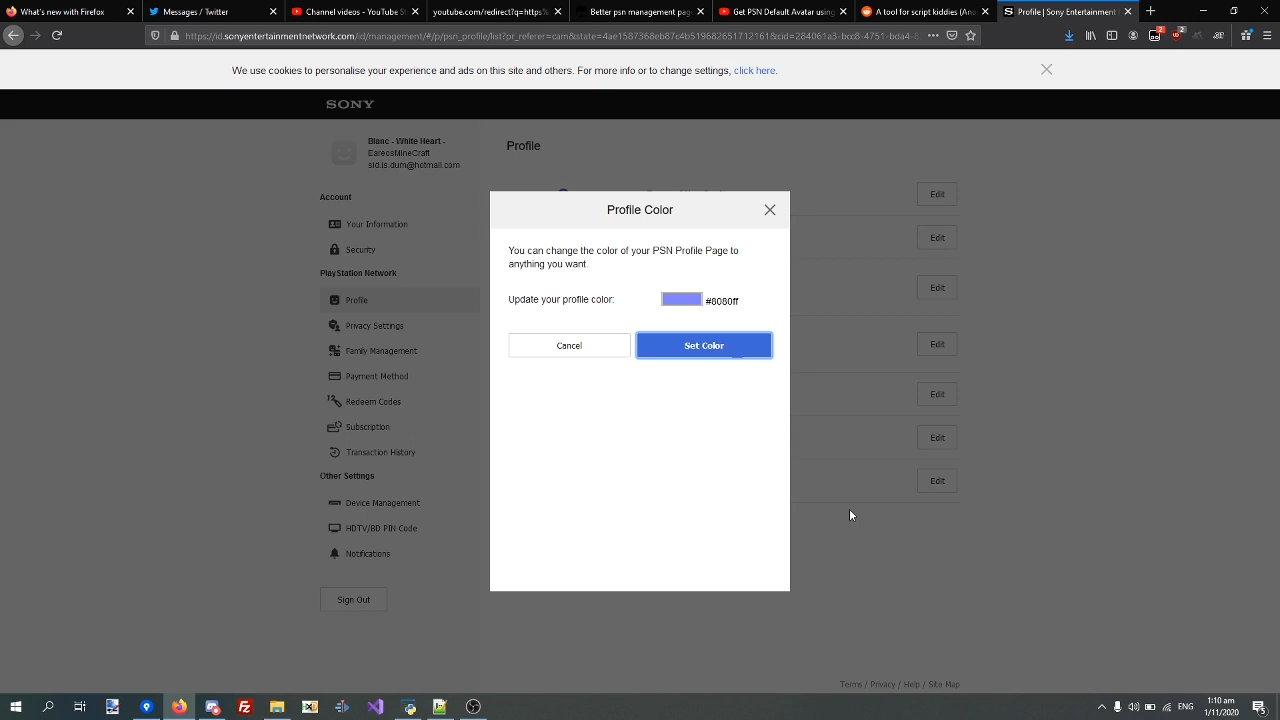 What's new with Firefox
Messages / Twitter
Channel videos - YouTube St
youtube.com/redirect?q=https%
Better psn management pag
Get PSN Default Avatar using
A tool for script kiddies (Anon
Profile | Sony Entertainment
https://id.sonyentertainmentnetwork.com/id/management/#/p/psn_profile/list?pr_referer=cam&state=4ae1587368eb87c4b519682651712161&cid=284061a3-bcc8-4751-bda4-8
We use cookies to personalise your experience and ads on this site and others. For more info or to change settings, click here.
SONY
Blanc - White Heart -
EareosMineCraft
sid.is.dum@hotmail.com
Account
Your Information
Security
PlayStation Network
Profile
Privacy Settings
Family Management
Payment Method
Redeem Codes
Subscription
Transaction History
Other Settings
Device Management
HDTV/BD PIN Code
Notifications
Sign Out
Profile
Edit
Edit
Edit
Edit
Edit
Edit
Edit
Profile Color
You can change the color of your PSN Profile Page to
anything you want.
Update your profile color:
#8080ff
Cancel
Set Color
Terms / Privacy / Help / Site Map
ENG
1:10 am
1/11/2020